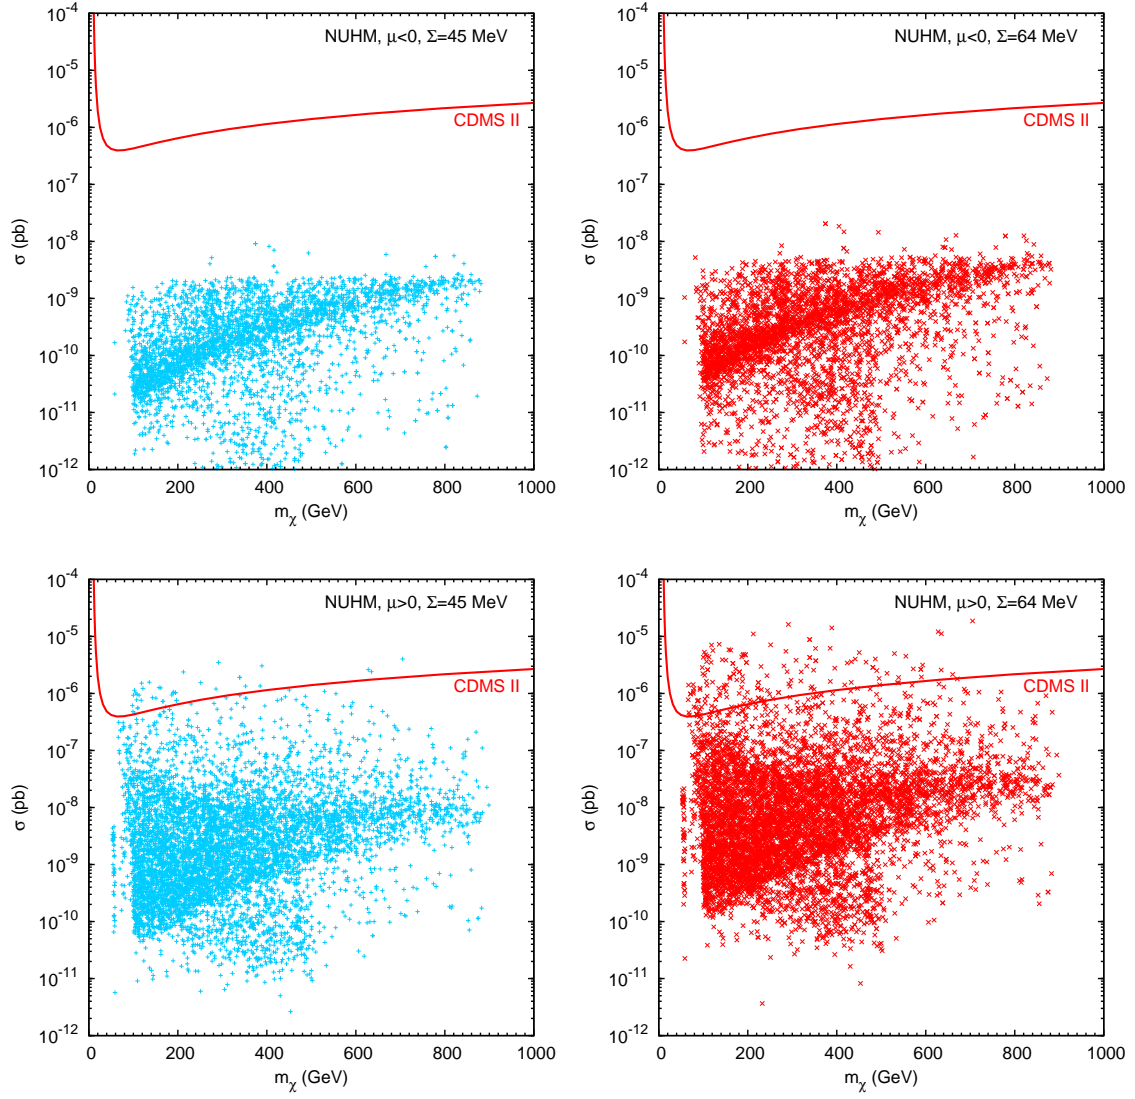 NUHM, μ<0, Σ=45 MeV
CDMS II
10⁻⁴
10⁻⁵
10⁻⁶
10⁻⁷
10⁻⁸
10⁻⁹
10⁻¹⁰
10⁻¹¹
10⁻¹²
σ (pb)
0 200 400 600 800 1000
m_χ (GeV)
NUHM, μ<0, Σ=64 MeV
CDMS II
10⁻⁴
10⁻⁵
10⁻⁶
10⁻⁷
10⁻⁸
10⁻⁹
10⁻¹⁰
10⁻¹¹
10⁻¹²
σ (pb)
0 200 400 600 800 1000
m_χ (GeV)
NUHM, μ>0, Σ=45 MeV
CDMS II
10⁻⁴
10⁻⁵
10⁻⁶
10⁻⁷
10⁻⁸
10⁻⁹
10⁻¹⁰
10⁻¹¹
10⁻¹²
σ (pb)
0 200 400 600 800 1000
m_χ (GeV)
NUHM, μ>0, Σ=64 MeV
CDMS II
10⁻⁴
10⁻⁵
10⁻⁶
10⁻⁷
10⁻⁸
10⁻⁹
10⁻¹⁰
10⁻¹¹
10⁻¹²
σ (pb)
0 200 400 600 800 1000
m_χ (GeV)